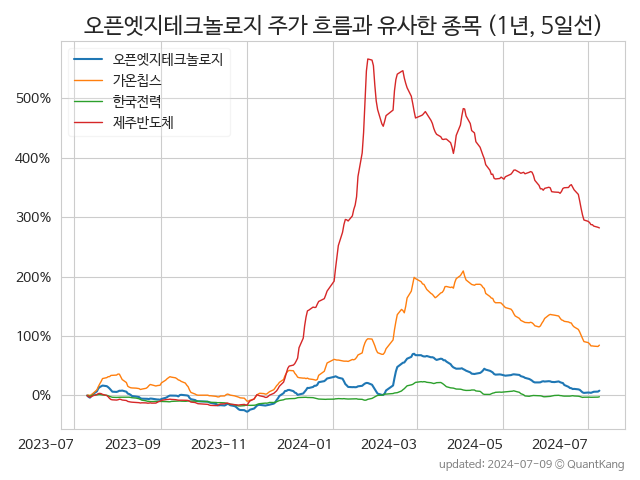 오픈엣지테크놀로지 주가 흐름과 유사한 종목 (1년, 5일선)
오픈엣지테크놀로지
가온칩스
한국전력
제주반도체
500%
400%
300%
200%
100%
0%
2023-07 2023-09 2023-11 2024-01 2024-03 2024-05 2024-07
updated: 2024-07-09 © QuantKang